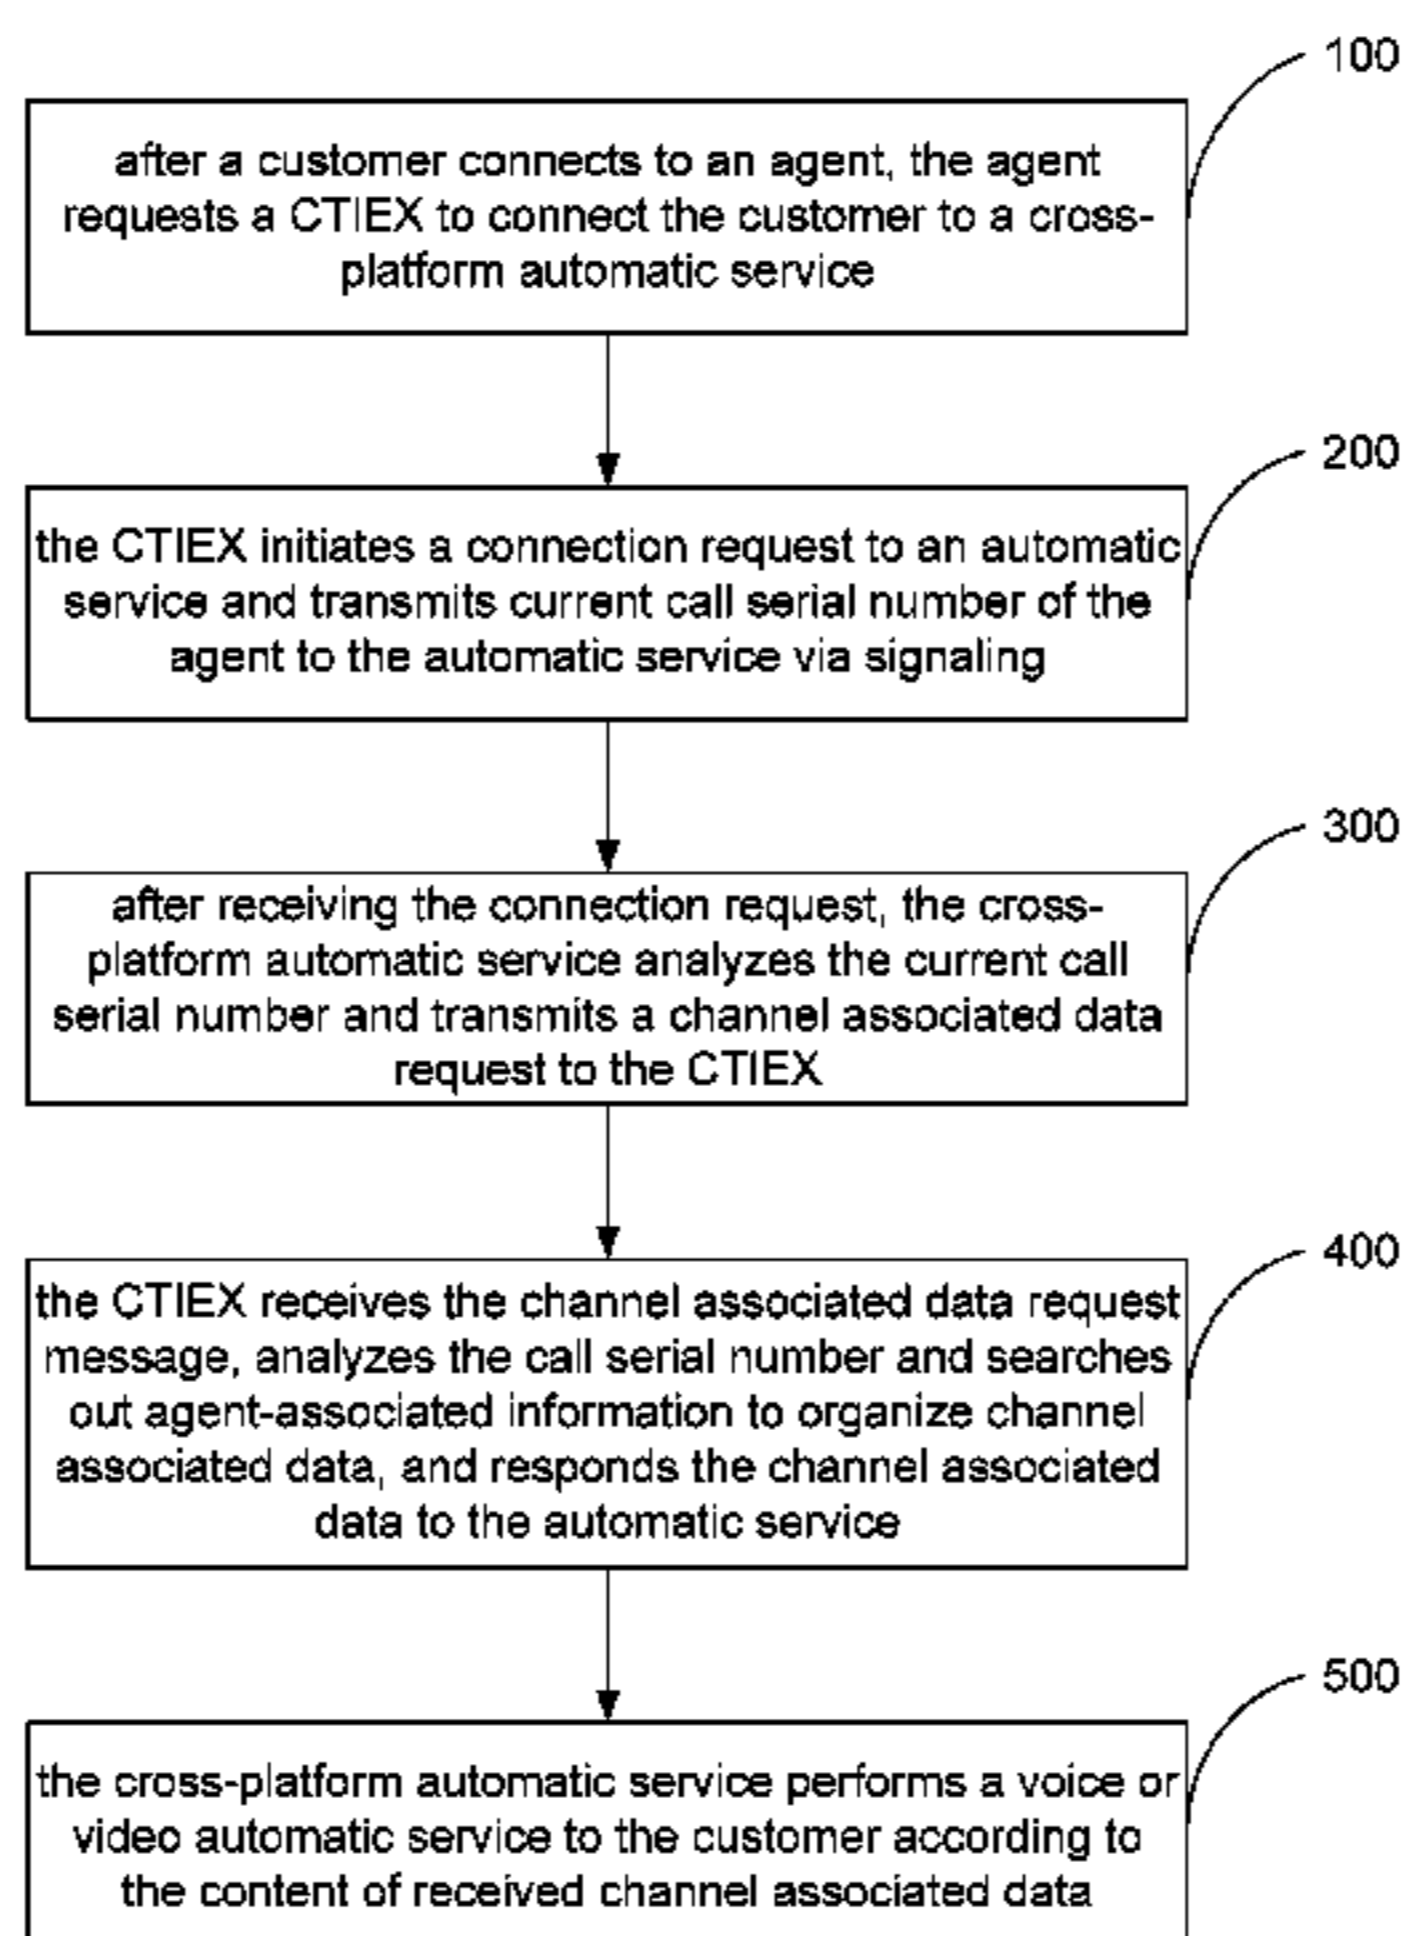 100
after a customer connects to an agent, the agent
requests a CTIEX to connect the customer to a cross-
platform automatic service
200
the CTIEX initiates a connection request to an automatic
service and transmits current call serial number of the
agent to the automatic service via signaling
300
after receiving the connection request, the cross-
platform automatic service analyzes the current call
serial number and transmits a channel associated data
request to the CTIEX
400
the CTIEX receives the channel associated data request
message, analyzes the call serial number and searches
out agent-associated information to organize channel
associated data, and responds the channel associated
data to the automatic service
500
the cross-platform automatic service performs a voice or
video automatic service to the customer according to
the content of received channel associated data